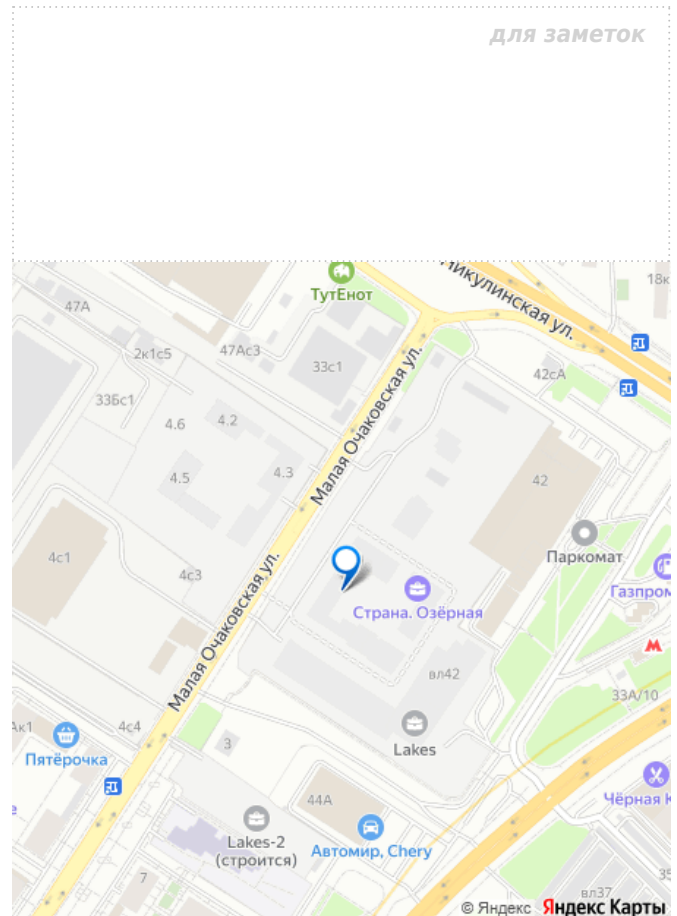 для заметок
Никулинская ул.
ТутЕнот
18к
47А
2к1с5
47Ас3
33с1
42сА
33Бс1
4.6
4.2
Малая Очаковская ул.
4.5
4.3
42
Паркомат
4с1
4с3
Газпром
Страна. Озёрная
Малая Очаковская ул.
вл42
33А/10
Ак1
4с4
3
Lakes
Пятёрочка
44А
Чёрная К
Lakes-2
(строится)
Автомир, Chery
7
35
вл37
© Яндекс Яндекс Карты